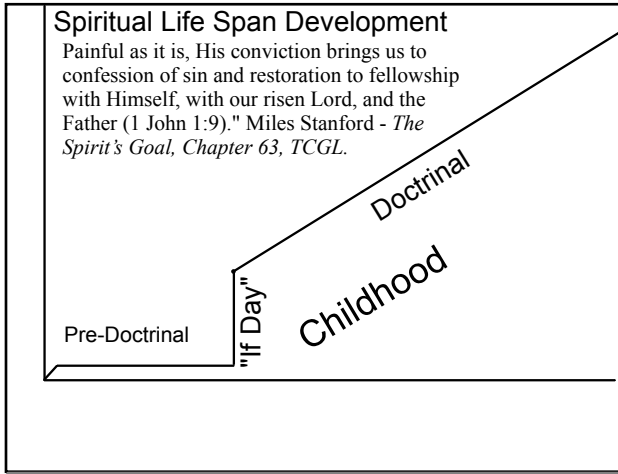 Spiritual Life Span Development
Painful as it is, His conviction brings us to
confession of sin and restoration to fellowship
with Himself, with our risen Lord, and the
Father (1 John 1:9)." Miles Stanford - The
Spirit's Goal, Chapter 63, TCGL.
Doctrinal
Childhood
"If Day"
Pre-Doctrinal